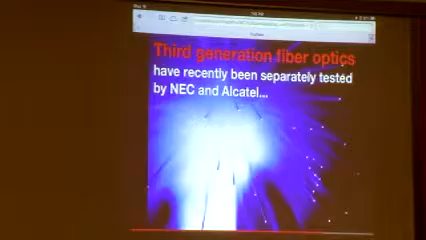 Third generation fiber optics
have recently been separately tested
by NEC and Alcatel...